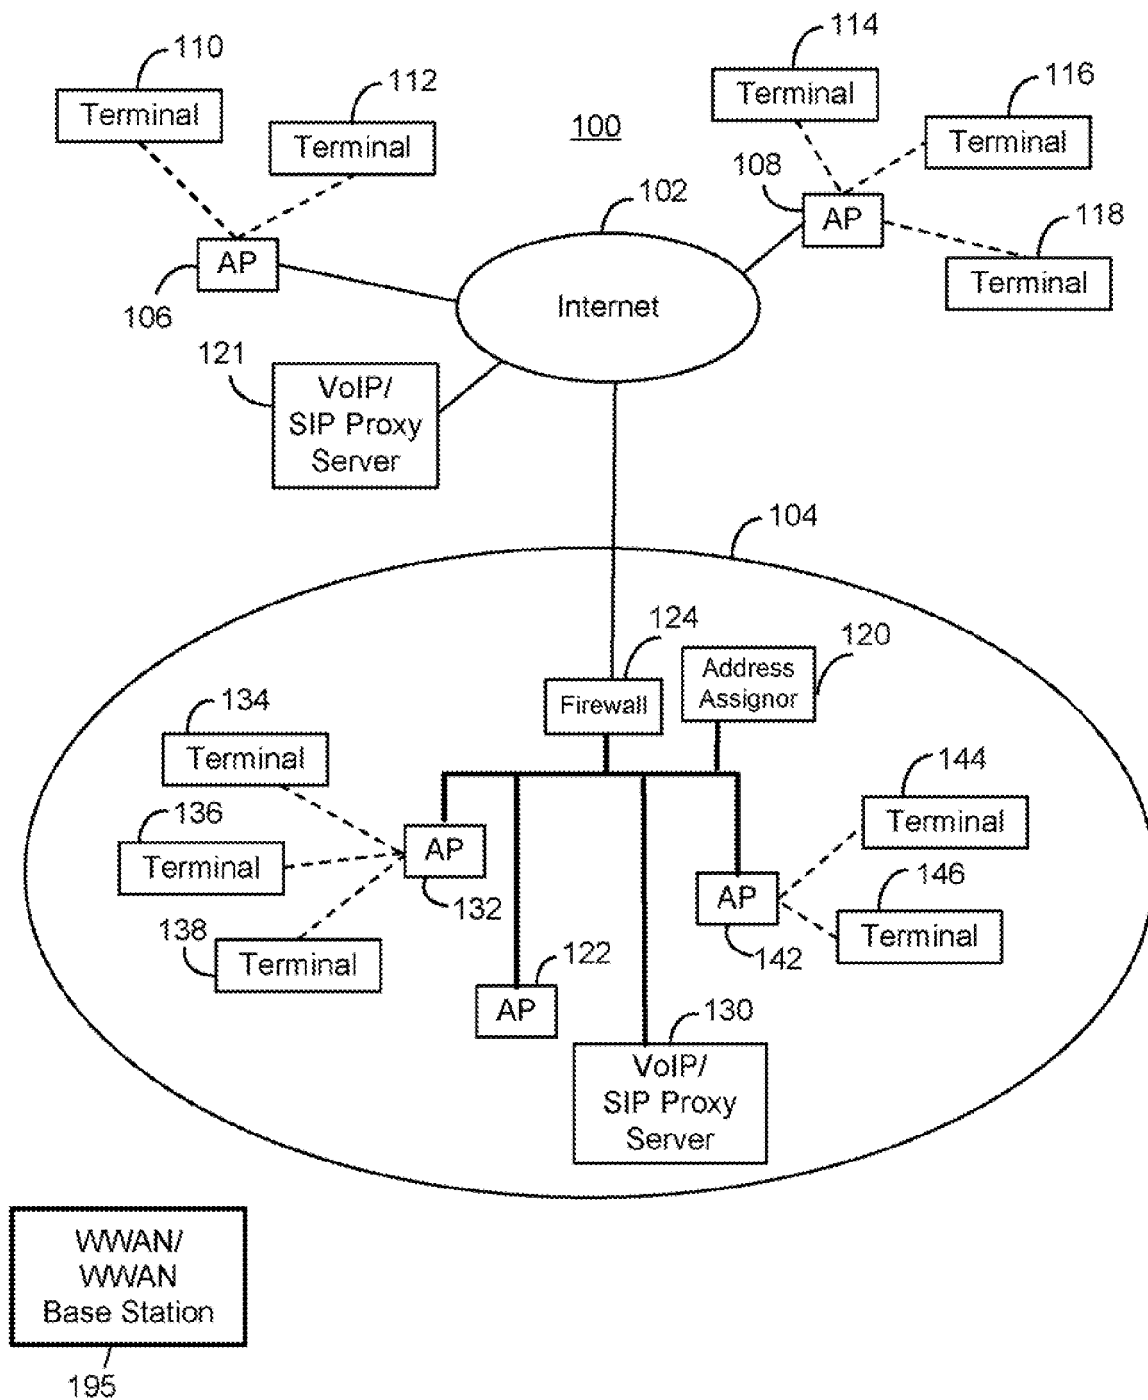 110
Terminal
112
Terminal
100
114
Terminal
116
Terminal
108
AP
118
Terminal
102
Internet
AP
106
121
VoIP/
SIP Proxy
Server
104
124
Firewall
120
Address
Assignor
134
Terminal
136
Terminal
138
Terminal
AP
132
122
AP
130
VoIP/
SIP Proxy
Server
AP
142
144
Terminal
146
Terminal
WWAN/
WWAN
Base Station
195